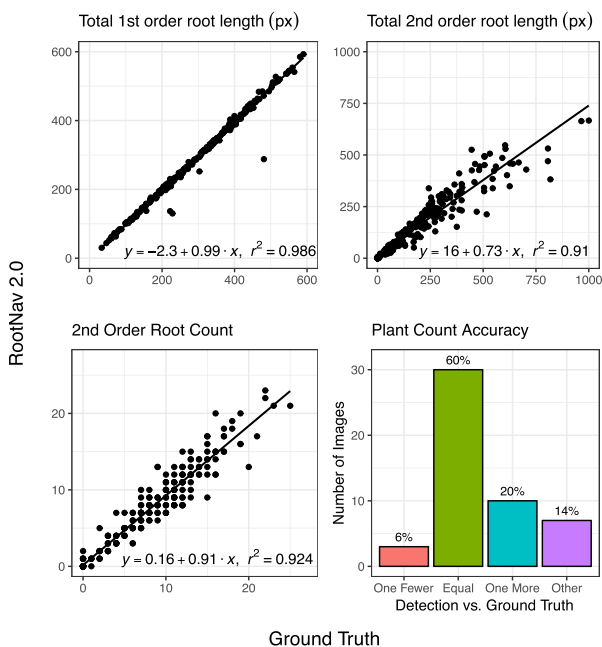 Total 1st order root length (px)
600
400
200
0
0 200 400 600
y = −2.3 + 0.99 · x, r² = 0.986
Total 2nd order root length (px)
1000
750
500
250
0
0 250 500 750 1000
y = 16 + 0.73 · x, r² = 0.91
RootNav 2.0
2nd Order Root Count
20
10
0
0 10 20
y = 0.16 + 0.91 · x, r² = 0.924
Plant Count Accuracy
Number of Images
30
20
10
0
6%
60%
20%
14%
One Fewer Equal One More Other
Detection vs. Ground Truth
Ground Truth